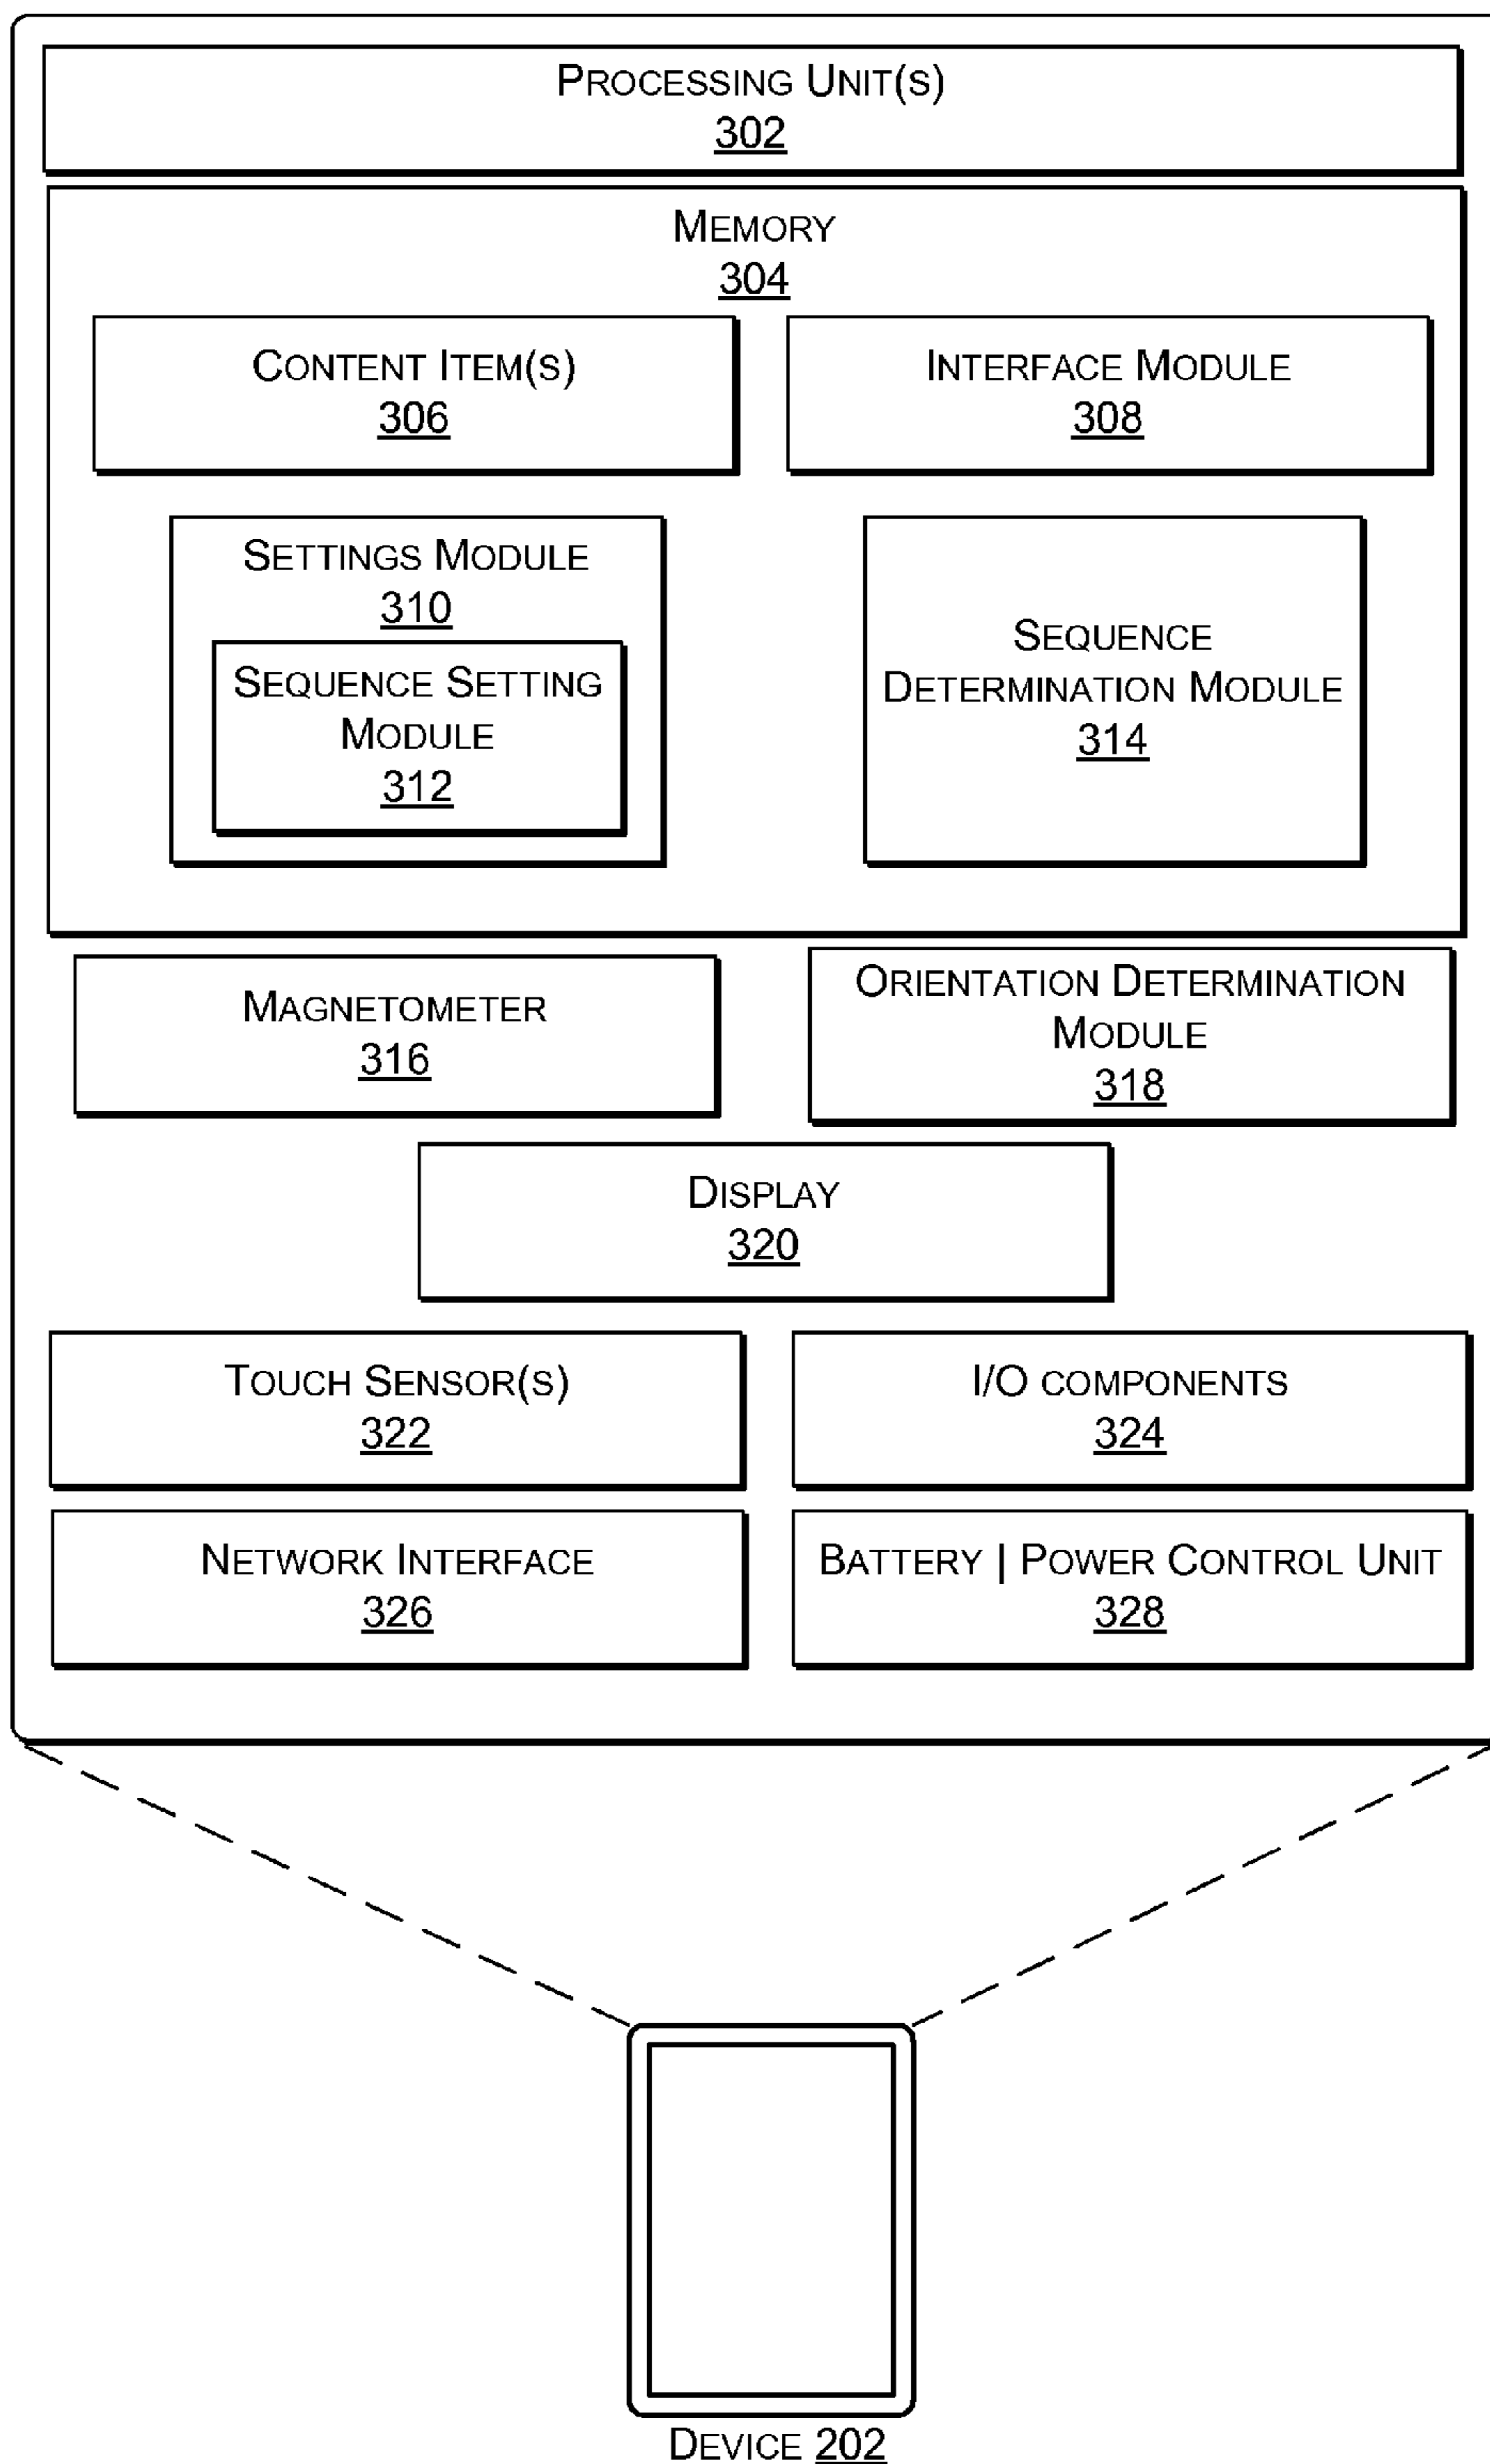 PROCESSING UNIT(S)
302
MEMORY
304
CONTENT ITEM(S)
306
INTERFACE MODULE
308
SETTINGS MODULE
310
SEQUENCE SETTING
MODULE
312
SEQUENCE
DETERMINATION MODULE
314
MAGNETOMETER
316
ORIENTATION DETERMINATION
MODULE
318
DISPLAY
320
TOUCH SENSOR(S)
322
I/O COMPONENTS
324
NETWORK INTERFACE
326
BATTERY | POWER CONTROL UNIT
328
DEVICE 202